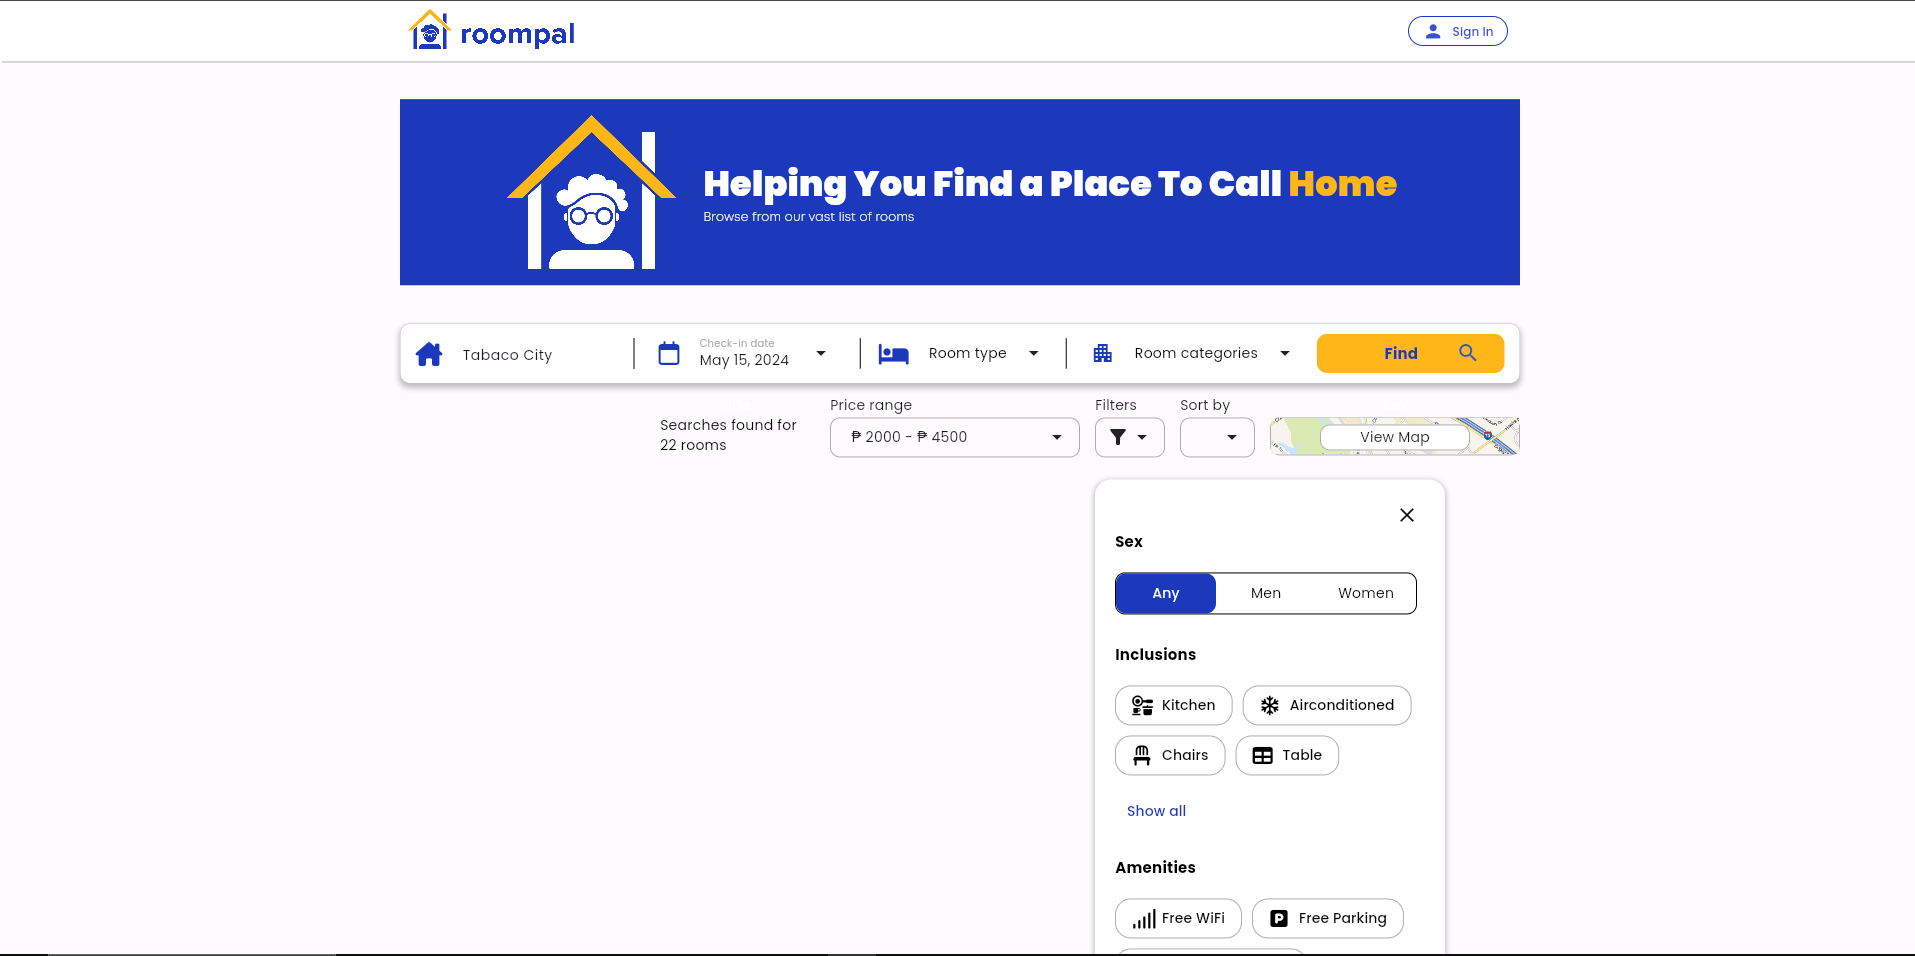 roompal
Sign In
Helping You Find a Place To Call Home
Browse from our vast list of rooms
Tabaco City
Check-in date
May 15, 2024
Room type
Room categories
Find
Searches found for
22 rooms
Price range
₱ 2000 - ₱ 4500
Filters
Sort by
View Map
Sex
Any
Men
Women
Inclusions
Kitchen
Airconditioned
Chairs
Table
Show all
Amenities
Free WiFi
Free Parking